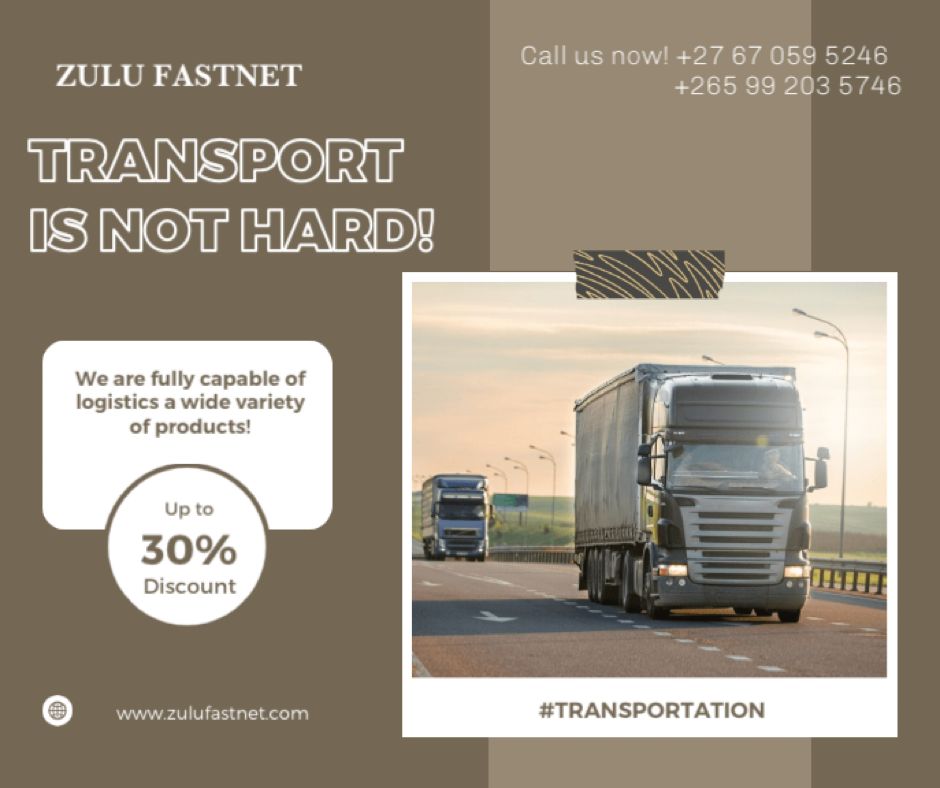 ZULU FASTNET
Call us now! +27 67 059 5246
+265 99 203 5746
TRANSPORT
IS NOT HARD!
We are fully capable of
logistics a wide variety
of products!
Up to
30%
Discount
www.zulufastnet.com
#TRANSPORTATION